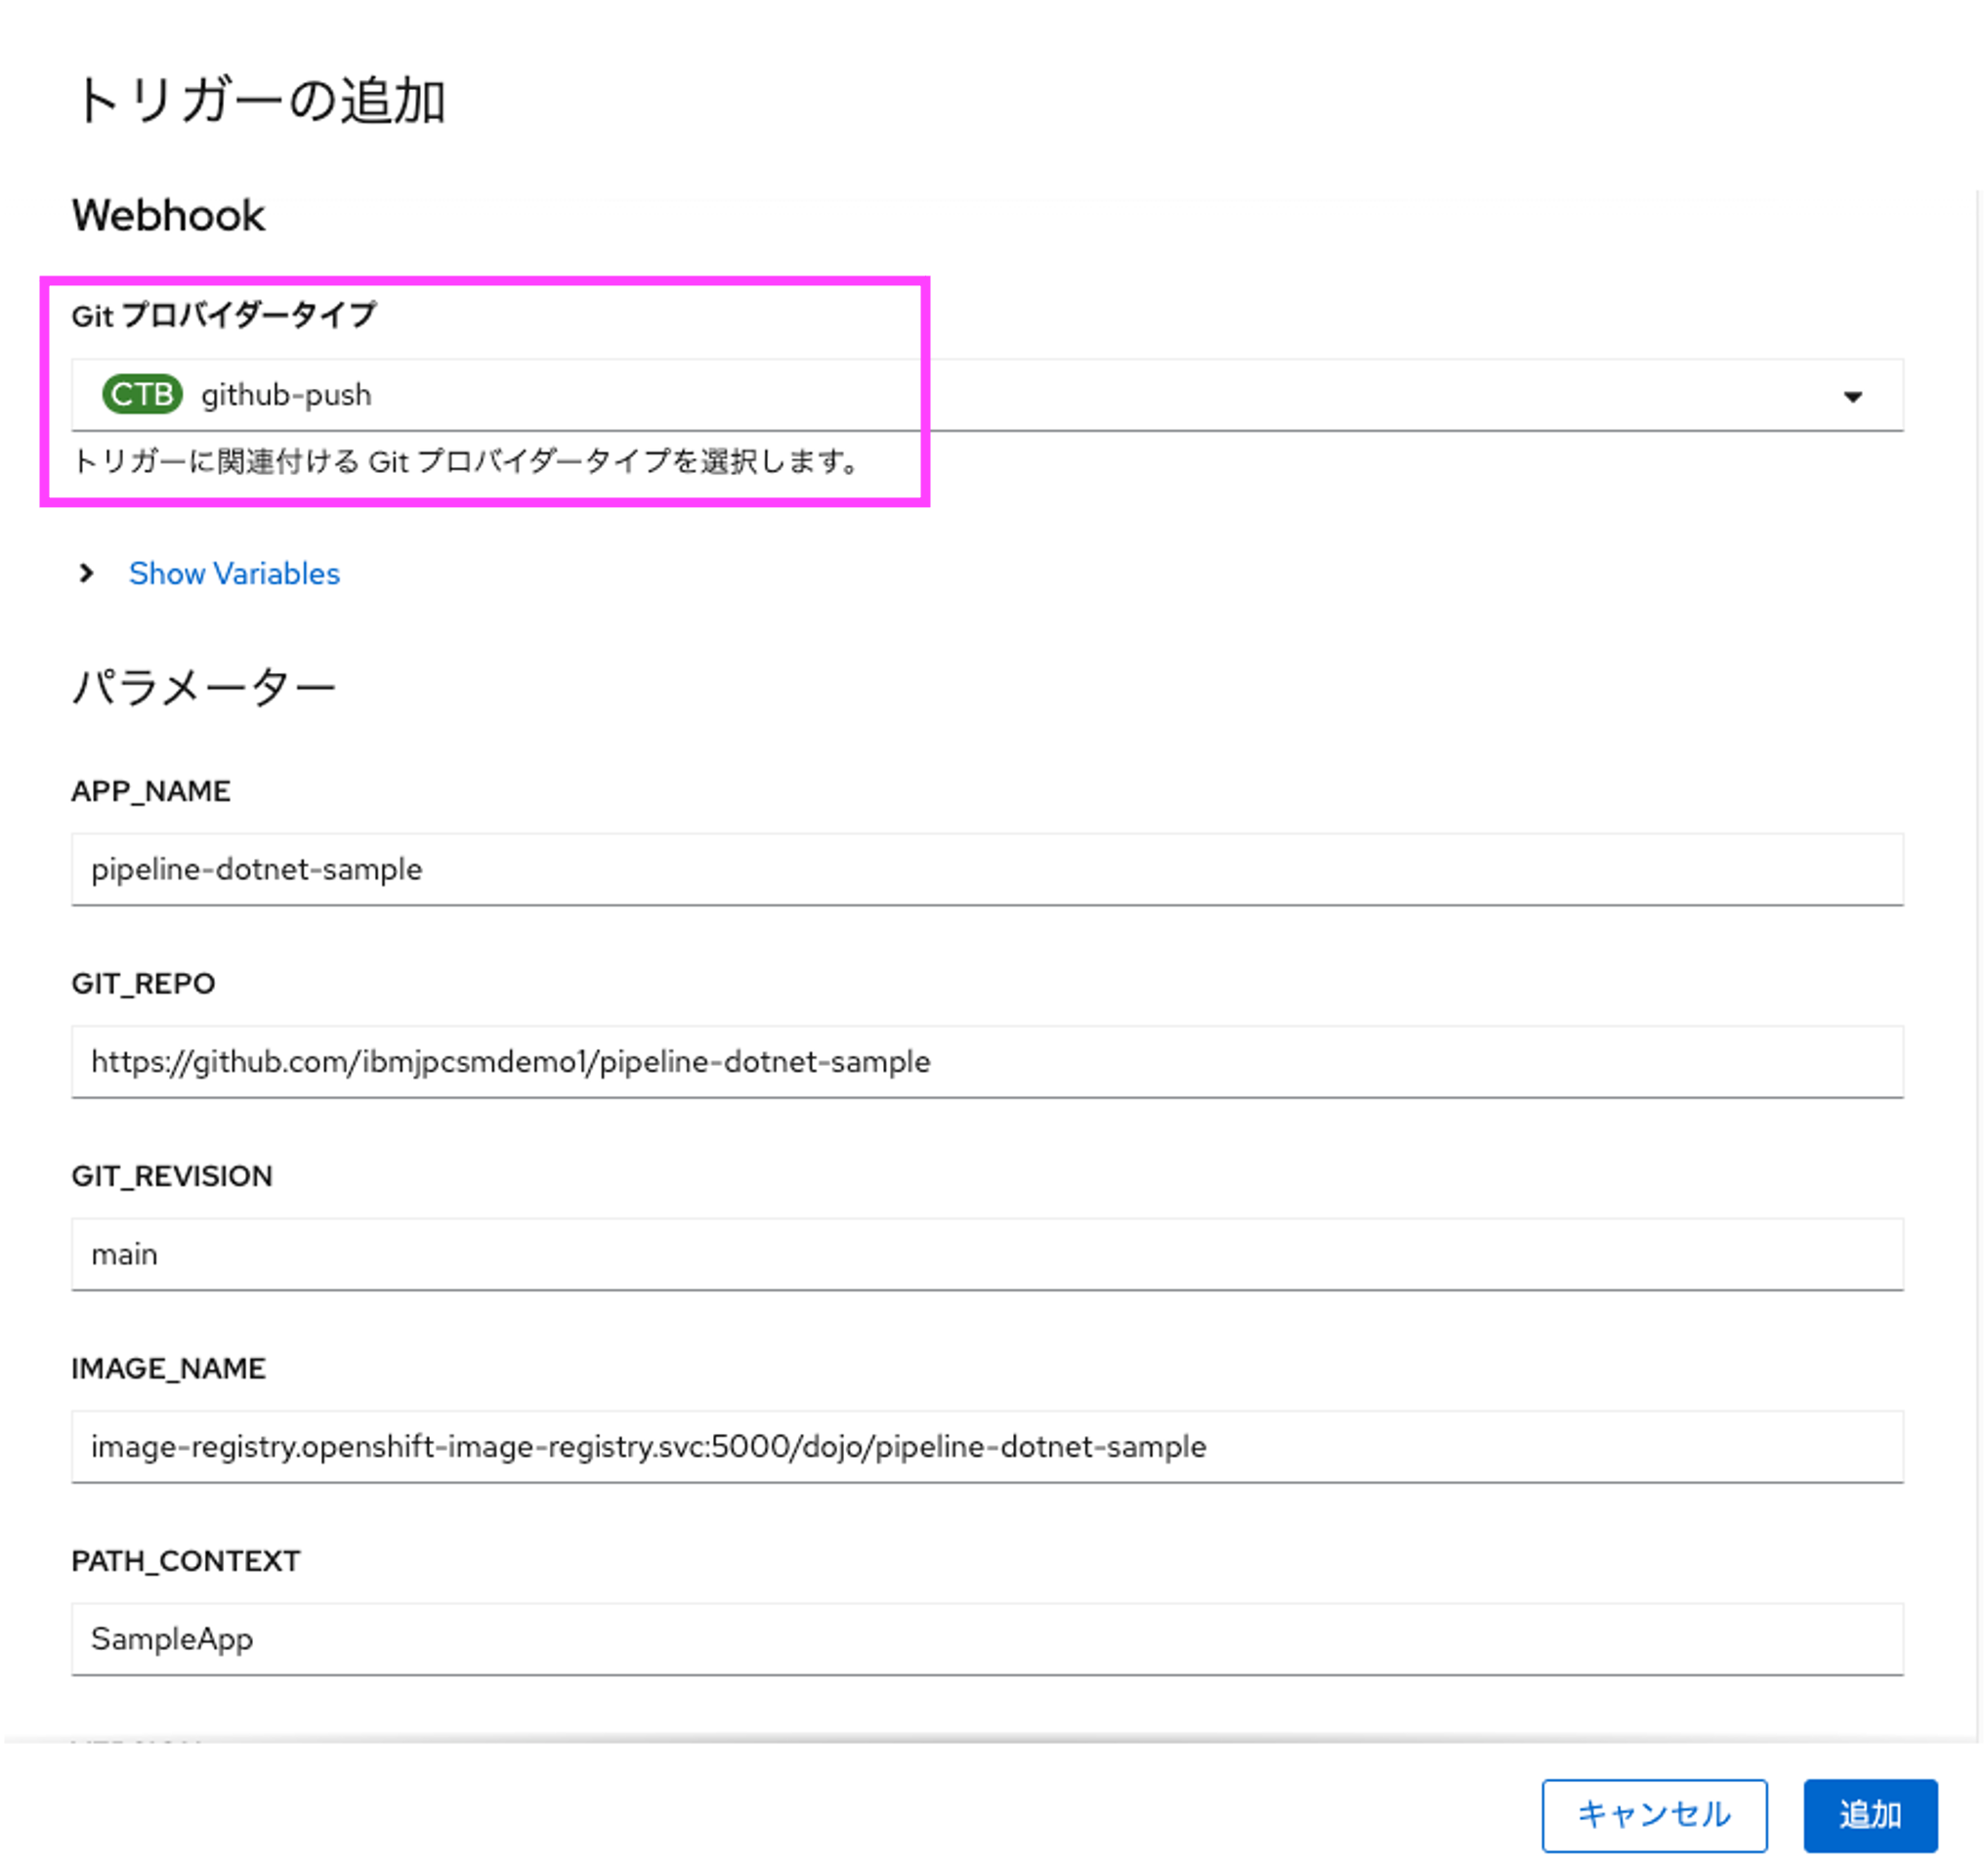 トリガーの追加
Webhook
Git プロバイダータイプ
CTB github-push
トリガーに関連付ける Git プロバイダータイプを選択します。
Show Variables
パラメーター
APP_NAME
pipeline-dotnet-sample
GIT_REPO
https://github.com/ibmjpcsmdemo1/pipeline-dotnet-sample
GIT_REVISION
main
IMAGE_NAME
image-registry.openshift-image-registry.svc:5000/dojo/pipeline-dotnet-sample
PATH_CONTEXT
SampleApp
キャンセル 追加